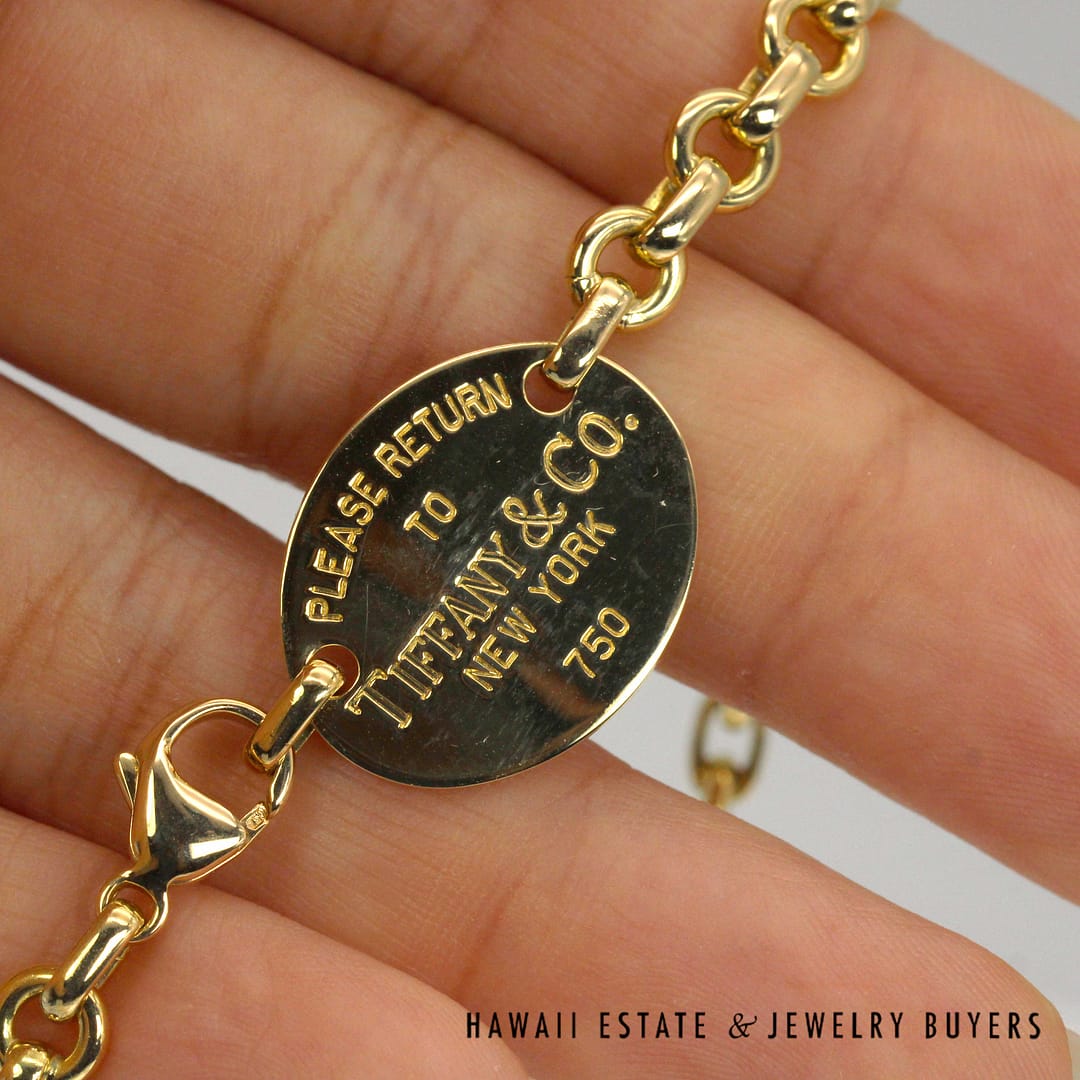 PLEASE RETURN
TO
TIFFANY & CO.
NEW YORK
750
HAWAII ESTATE & JEWELRY BUYERS